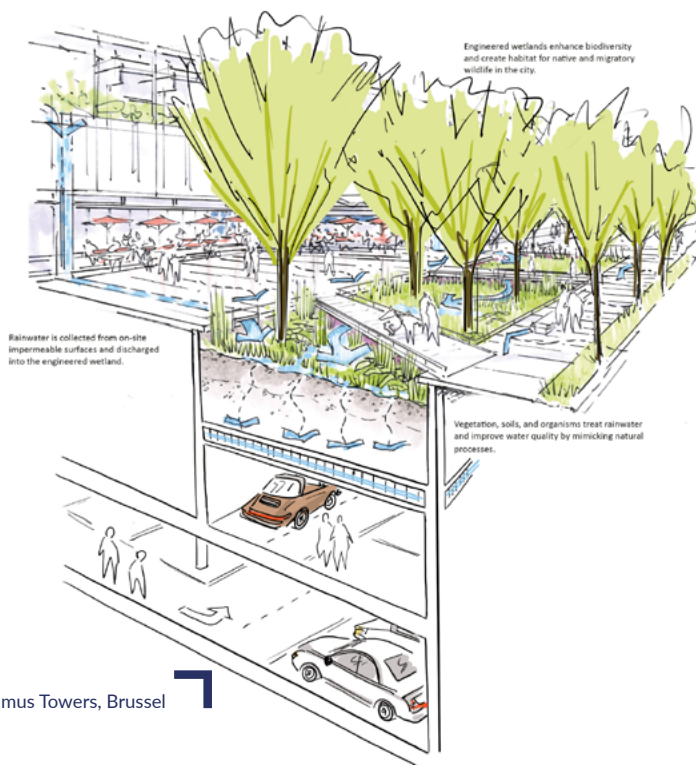 Engineered wetlands enhance biodiversity
and create habitat for native and migratory
wildlife in the city.
Rainwater is collected from on-site
impermeable surfaces and discharged
into the engineered wetland.
Vegetation, soils, and organisms treat rainwater
and improve water quality by mimicking natural
processes.
mus Towers, Brussel